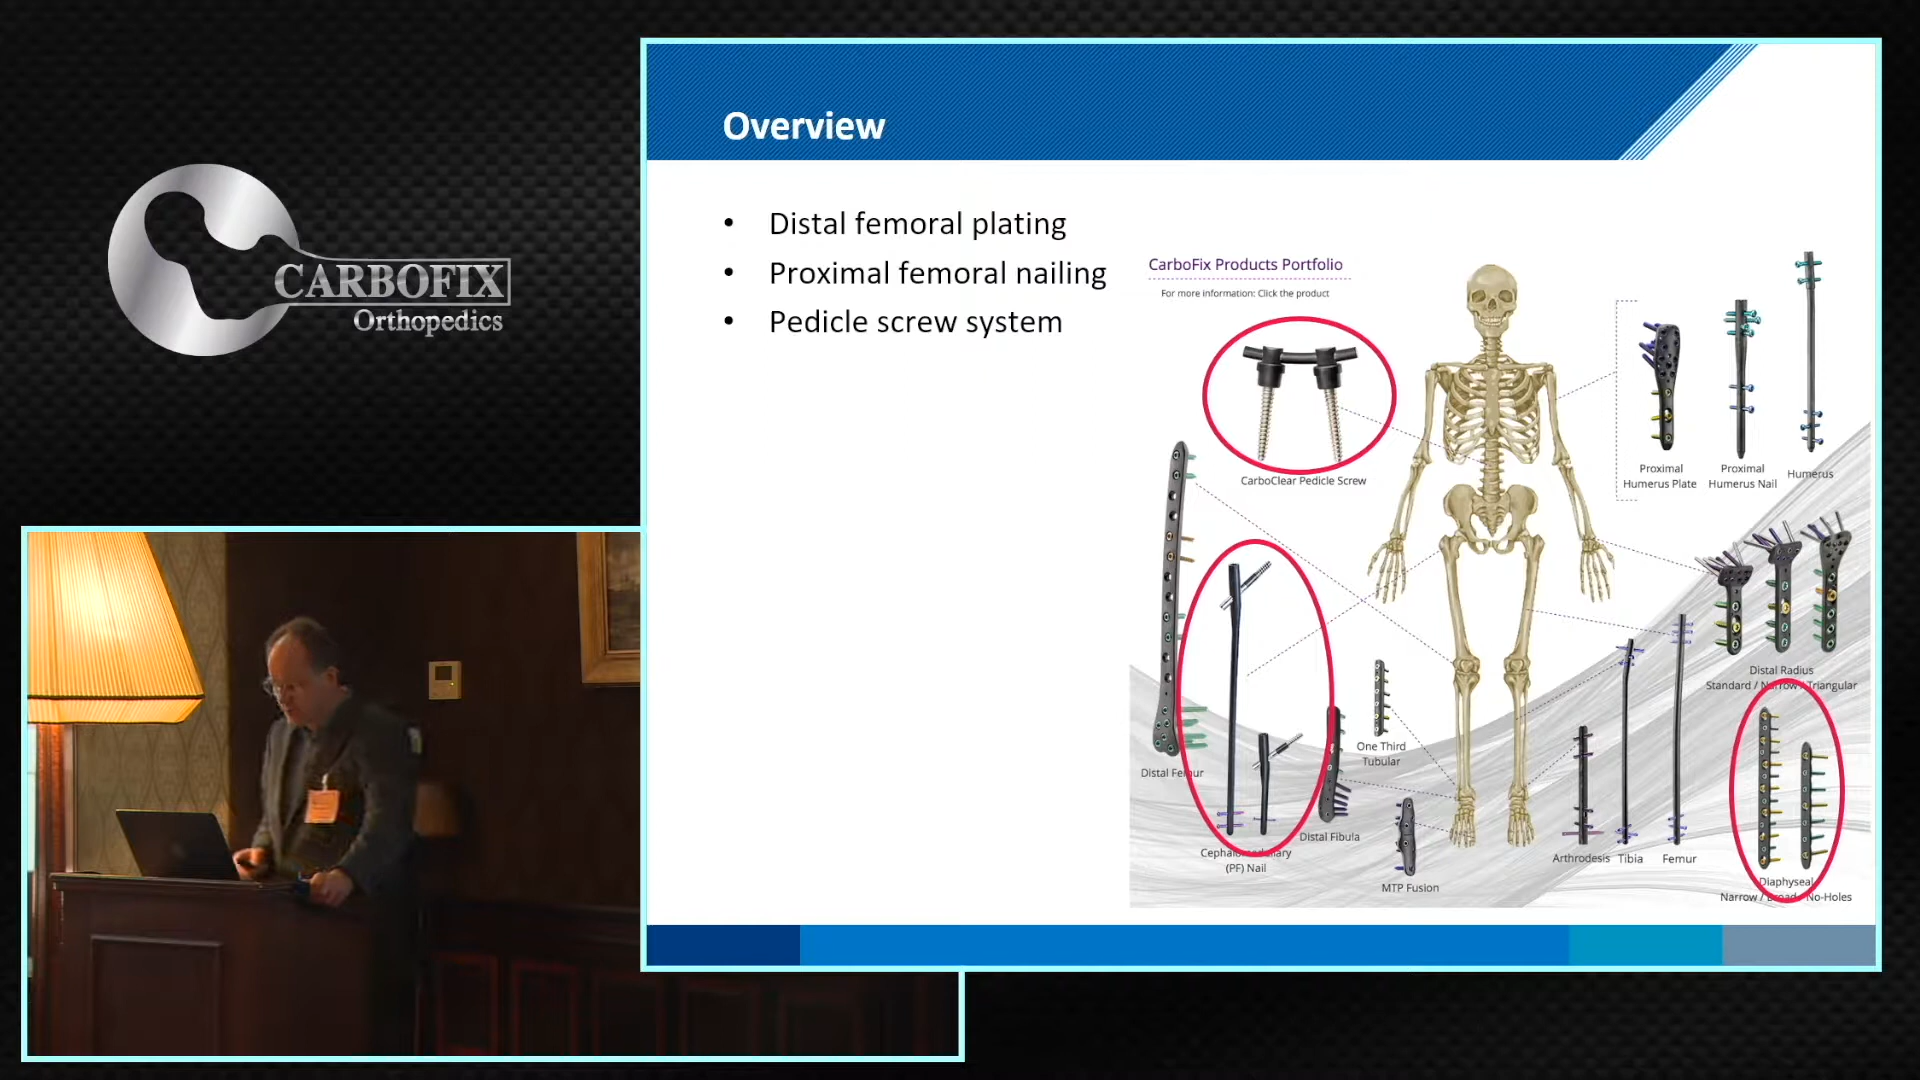 CARBOFIX
Orthopedics
Overview
• Distal femoral plating
• Proximal femoral nailing
• Pedicle screw system
CarboFix Products Portfolio
For more information: Click the product
CarboClear Pedicle Screw
Proximal
Humerus Plate
Proximal
Humerus Nail
Humerus
Distal Radius
Standard / Narrow / Triangular
Distal Femur
One Third
Tubular
Distal Fibula
Cephalomedullary
(PF) Nail
MTP Fusion
Arthrodesis
Tibia
Femur
Diaphyseal
Narrow / Broad / No-Holes